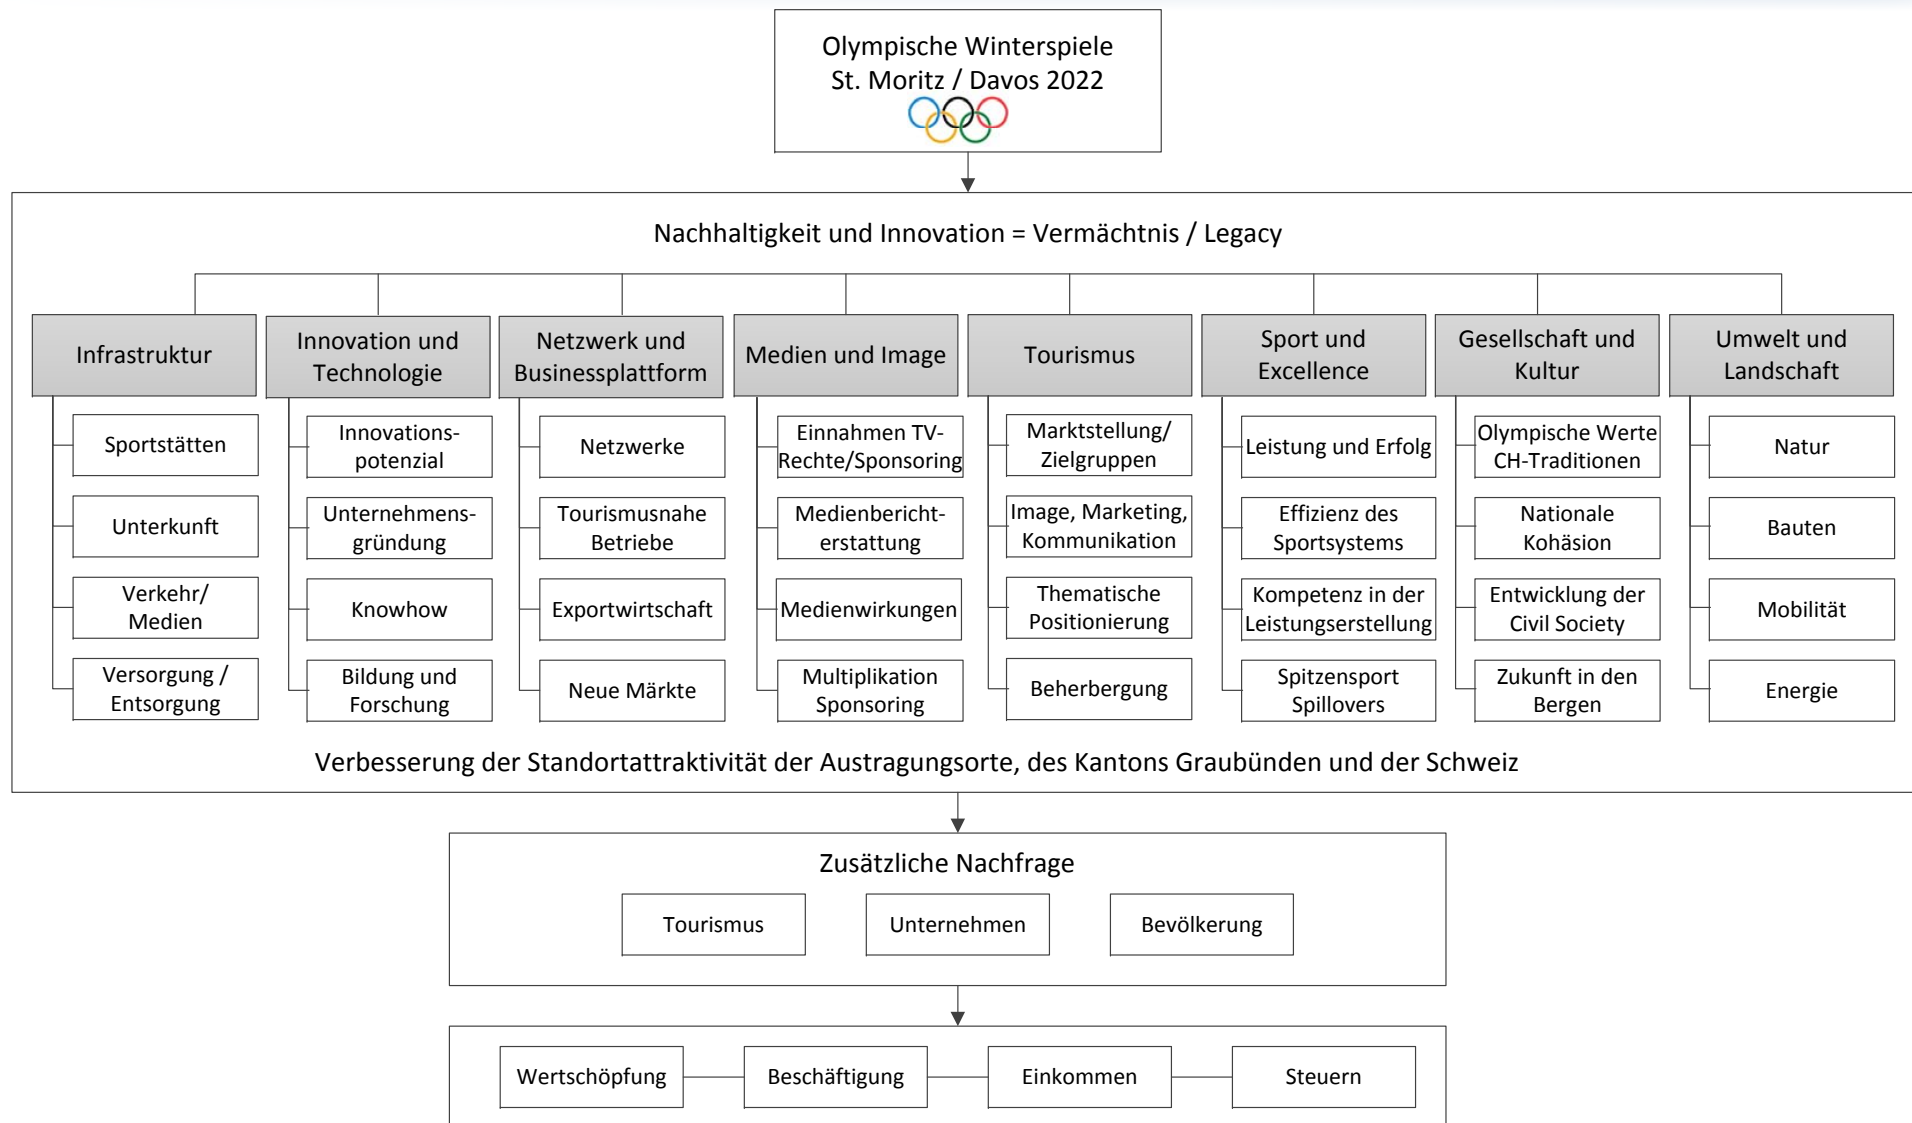 Olympische Winterspiele
St. Moritz / Davos 2022
Nachhaltigkeit und Innovation = Vermächtnis / Legacy
Infrastruktur
Sportstätten
Unterkunft
Verkehr/
Medien
Versorgung /
Entsorgung
Innovation und
Technologie
Innovations-
potenzial
Unternehmens-
gründung
Knowhow
Bildung und
Forschung
Netzwerk und
Businessplattform
Netzwerke
Tourismusnahe
Betriebe
Exportwirtschaft
Neue Märkte
Medien und Image
Einnahmen TV-
Rechte/Sponsoring
Medienbericht-
erstattung
Medienwirkungen
Multiplikation
Sponsoring
Tourismus
Marktstellung/
Zielgruppen
Image, Marketing,
Kommunikation
Thematische
Positionierung
Beherbergung
Sport und
Excellence
Leistung und Erfolg
Effizienz des
Sportsystems
Kompetenz in der
Leistungserstellung
Spitzensport
Spillovers
Gesellschaft und
Kultur
Olympische Werte
CH-Traditionen
Nationale
Kohäsion
Entwicklung der
Civil Society
Zukunft in den
Bergen
Umwelt und
Landschaft
Natur
Bauten
Mobilität
Energie
Verbesserung der Standortattraktivität der Austragungsorte, des Kantons Graubünden und der Schweiz
Zusätzliche Nachfrage
Tourismus
Unternehmen
Bevölkerung
Wertschöpfung
Beschäftigung
Einkommen
Steuern